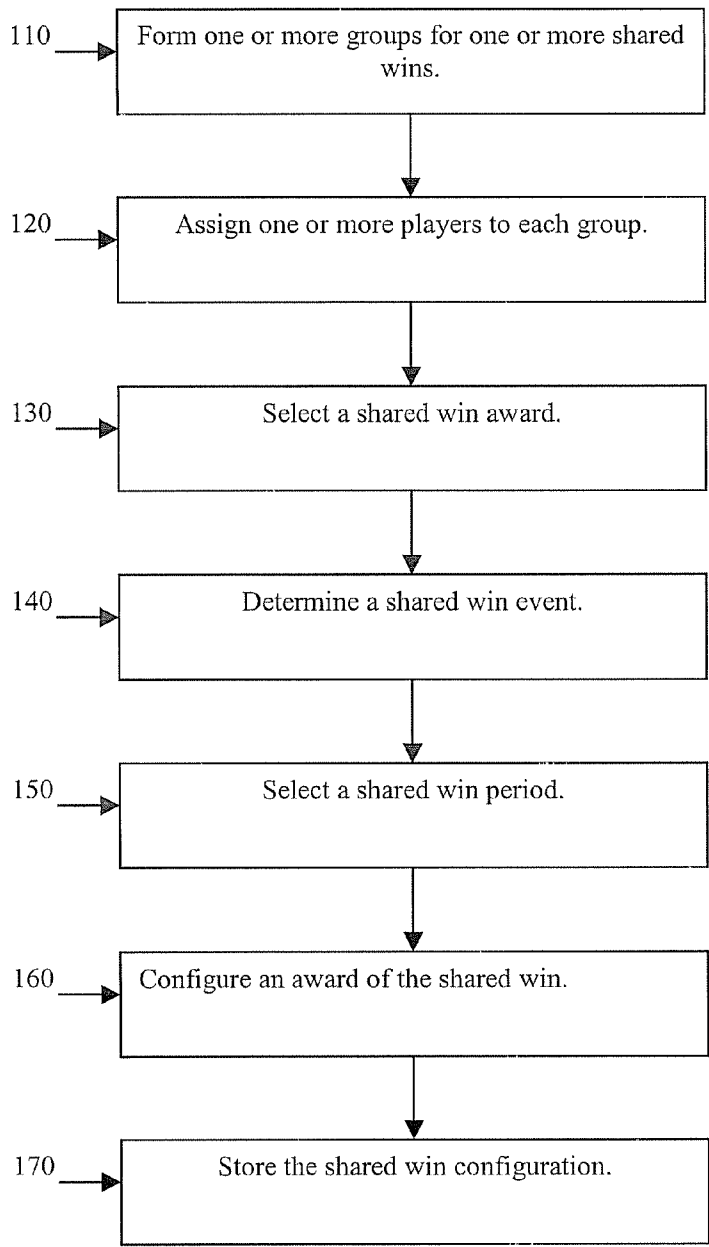 110
Form one or more groups for one or more shared
wins.
120
Assign one or more players to each group.
130
Select a shared win award.
140
Determine a shared win event.
150
Select a shared win period.
160
Configure an award of the shared win.
170
Store the shared win configuration.